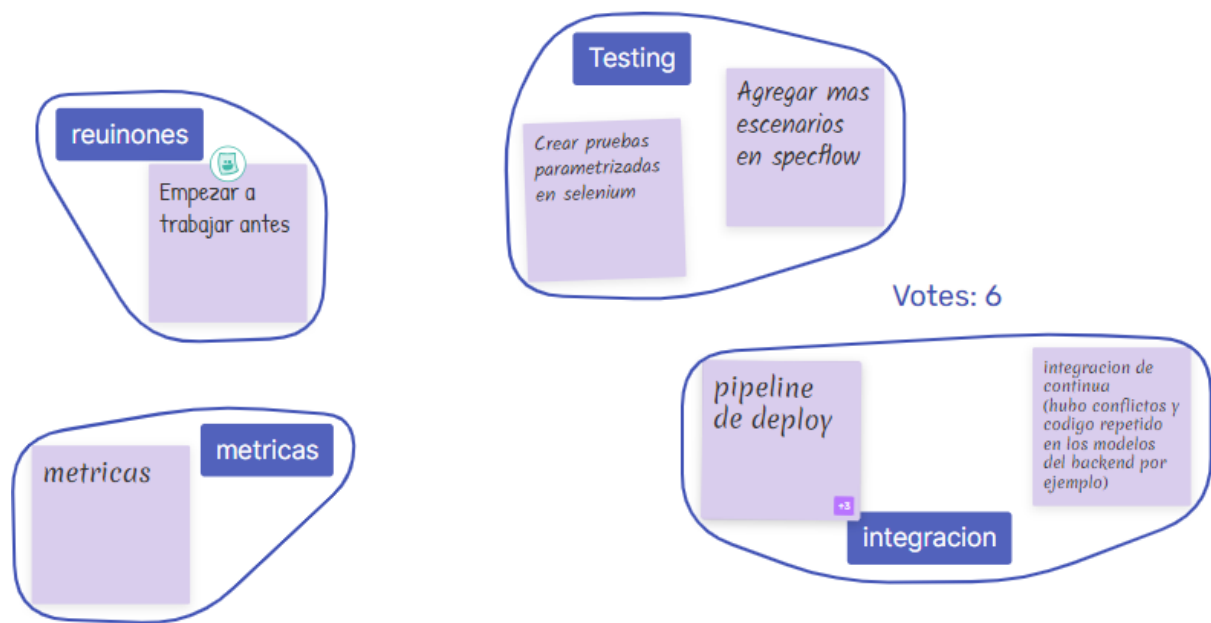 reuinones
Empezar a
trabajar antes
Testing
Crear pruebas
parametrizadas
en selenium
Agregar mas
escenarios
en specflow
metricas
metricas
Votes: 6
pipeline
de deploy
+3
integracion de
continua
(hubo conflictos y
codigo repetido
en los modelos
del backend por
ejemplo)
integracion